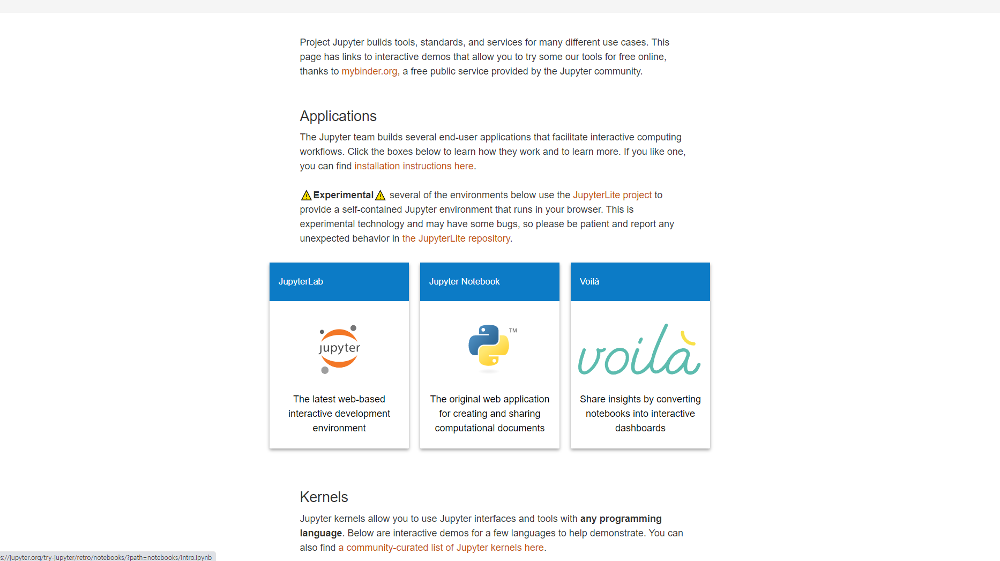 Project Jupyter builds tools, standards, and services for many different use cases. This
page has links to interactive demos that allow you to try some our tools for free online,
thanks to mybinder.org, a free public service provided by the Jupyter community.
Applications
The Jupyter team builds several end-user applications that facilitate interactive computing
workflows. Click the boxes below to learn how they work and to learn more. If you like one,
you can find installation instructions here.
⚠Experimental⚠ several of the environments below use the JupyterLite project to
provide a self-contained Jupyter environment that runs in your browser. This is
experimental technology and may have some bugs, so please be patient and report any
unexpected behavior in the JupyterLite repository.
JupyterLab
jupyter
The latest web-based
interactive development
environment
Jupyter Notebook
TM
The original web application
for creating and sharing
computational documents
Voilà
voilà
Share insights by converting
notebooks into interactive
dashboards
Kernels
Jupyter kernels allow you to use Jupyter interfaces and tools with any programming
language. Below are interactive demos for a few languages to help demonstrate. You can
also find a community-curated list of Jupyter kernels here.
s://jupyter.org/try-jupyter/retro/notebooks/?path=notebooks/Intro.ipynb